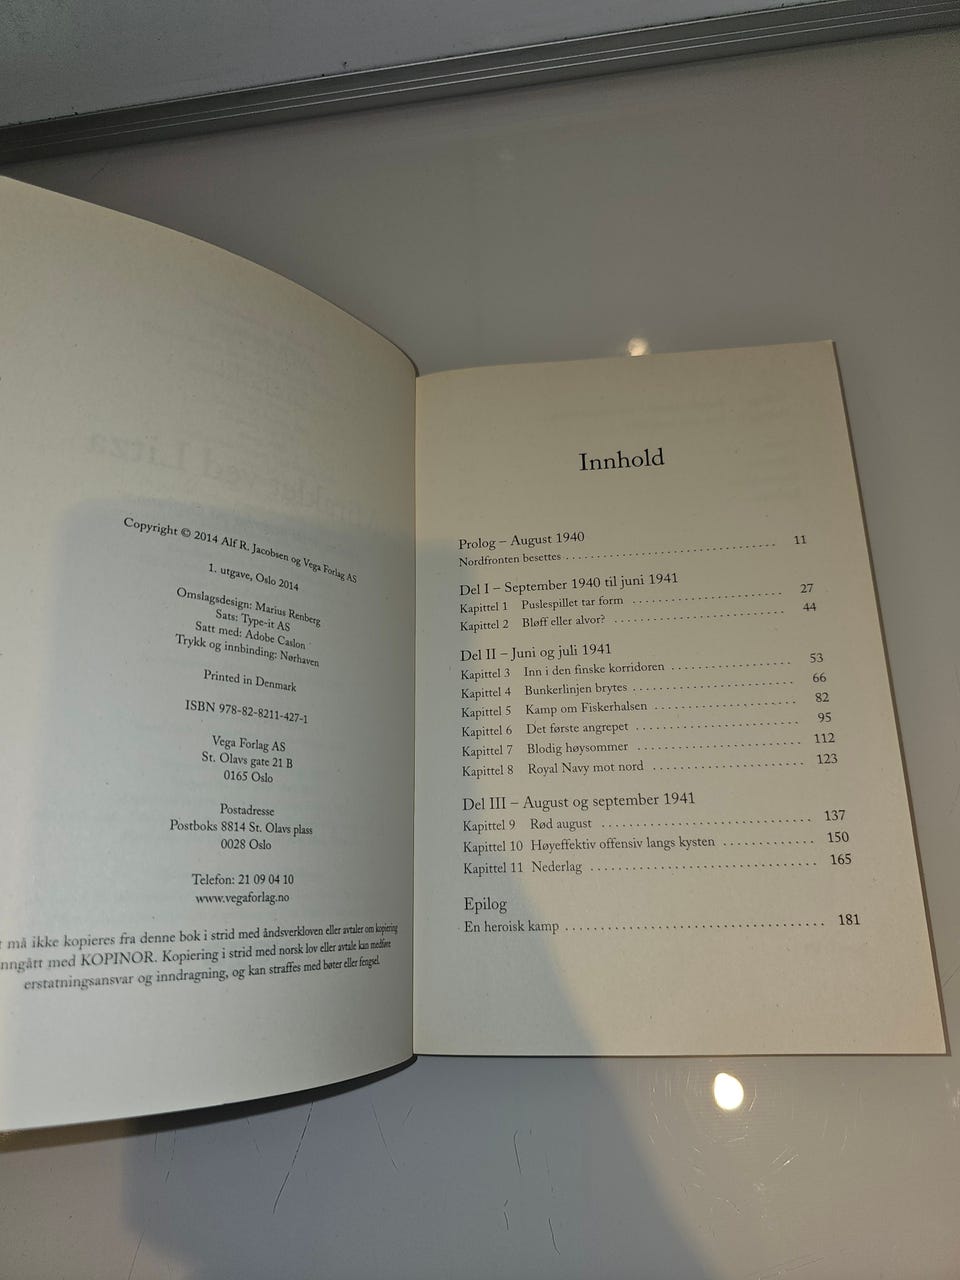 Copyright © 2014 Alf R. Jacobsen og Vega Forlag AS
1. utgave, Oslo 2014
Omslagsdesign: Marius Renberg
Sats: Type-it AS
Satt med: Adobe Caslon
Trykk og innbinding: Nørhaven
Printed in Denmark
ISBN 978-82-8211-427-1
Vega Forlag AS
St. Olavs gate 21 B
0165 Oslo
Postadresse
Postboks 8814 St. Olavs plass
0028 Oslo
Telefon: 21 09 04 10
www.vegaforlag.no
må ikke kopieres fra denne bok i strid med åndsverkloven eller avtaler om kopiering
inngått med KOPINOR. Kopiering i strid med norsk lov eller avtale kan medføre
erstatningsansvar og inndragning, og kan straffes med bøter eller fengsel.
Innhold
Prolog – August 1940
Nordfronten besettes . . . . . . . . . . . . . . . . . . . . . . . . . . . . . . 11
Del I – September 1940 til juni 1941
Kapittel 1 Puslespillet tar form . . . . . . . . . . . . . . . . . . . . . . 27
Kapittel 2 Bløff eller alvor? . . . . . . . . . . . . . . . . . . . . . . . . 44
Del II – Juni og juli 1941
Kapittel 3 Inn i den finske korridoren . . . . . . . . . . . . . . . . . 53
Kapittel 4 Bunkerlinjen brytes . . . . . . . . . . . . . . . . . . . . . . 66
Kapittel 5 Kamp om Fiskerhalsen . . . . . . . . . . . . . . . . . . . . 82
Kapittel 6 Det første angrepet . . . . . . . . . . . . . . . . . . . . . . 95
Kapittel 7 Blodig høysommer . . . . . . . . . . . . . . . . . . . . . . 112
Kapittel 8 Royal Navy mot nord . . . . . . . . . . . . . . . . . . . . 123
Del III – August og september 1941
Kapittel 9 Rød august . . . . . . . . . . . . . . . . . . . . . . . . . . . . 137
Kapittel 10 Høyeffektiv offensiv langs kysten . . . . . . . . . . . . 150
Kapittel 11 Nederlag . . . . . . . . . . . . . . . . . . . . . . . . . . . . . 165
Epilog
En heroisk kamp . . . . . . . . . . . . . . . . . . . . . . . . . . . . . . . . . 181